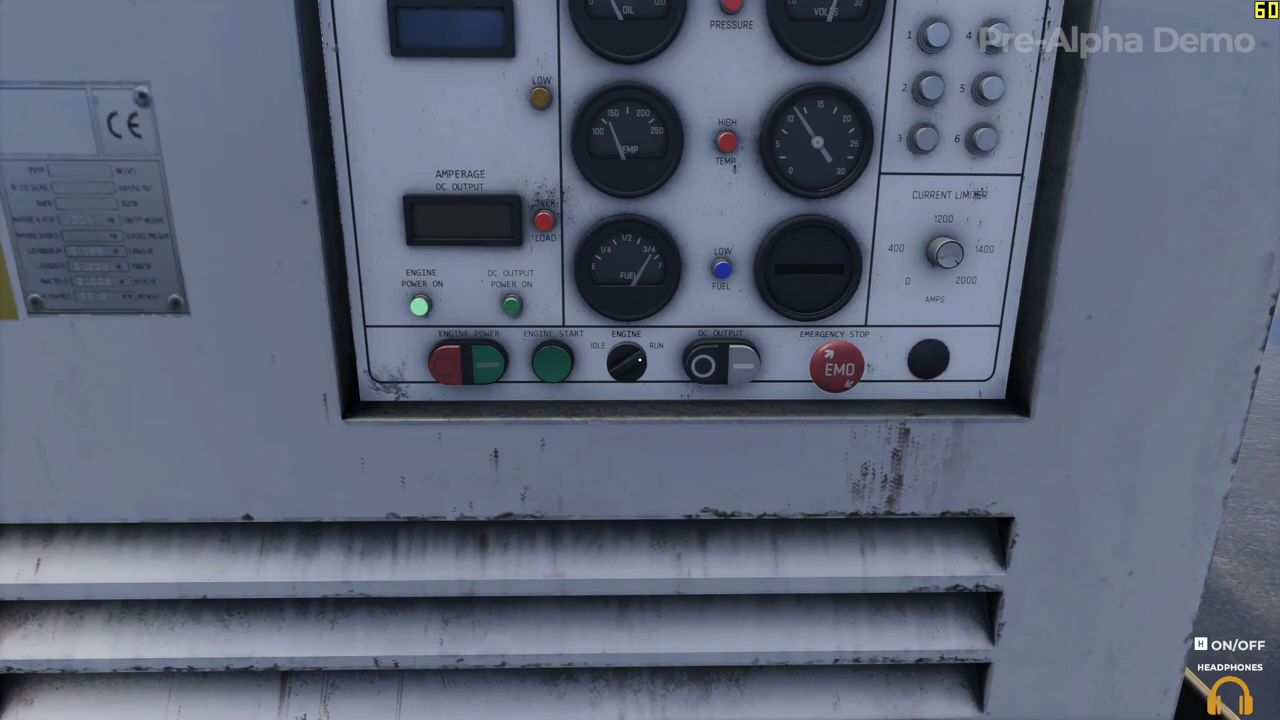 60
Pre-Alpha Demo
OIL
120
PRESSURE
VOLTS
32
1
4
LOW
2
5
3
6
100
150
200
250
TEMP
HIGH
TEMP
0
5
10
15
20
25
30
CE
AMPERAGE
DC OUTPUT
OVER
LOAD
1/4
1/2
3/4
FUEL
LOW
FUEL
CURRENT LIMITER
0
400
1200
1400
2000
AMPS
ENGINE
POWER ON
DC OUTPUT
POWER ON
ENGINE POWER
ENGINE START
ENGINE
IDLE
RUN
DC OUTPUT
EMERGENCY STOP
EMO
H ON/OFF
HEADPHONES